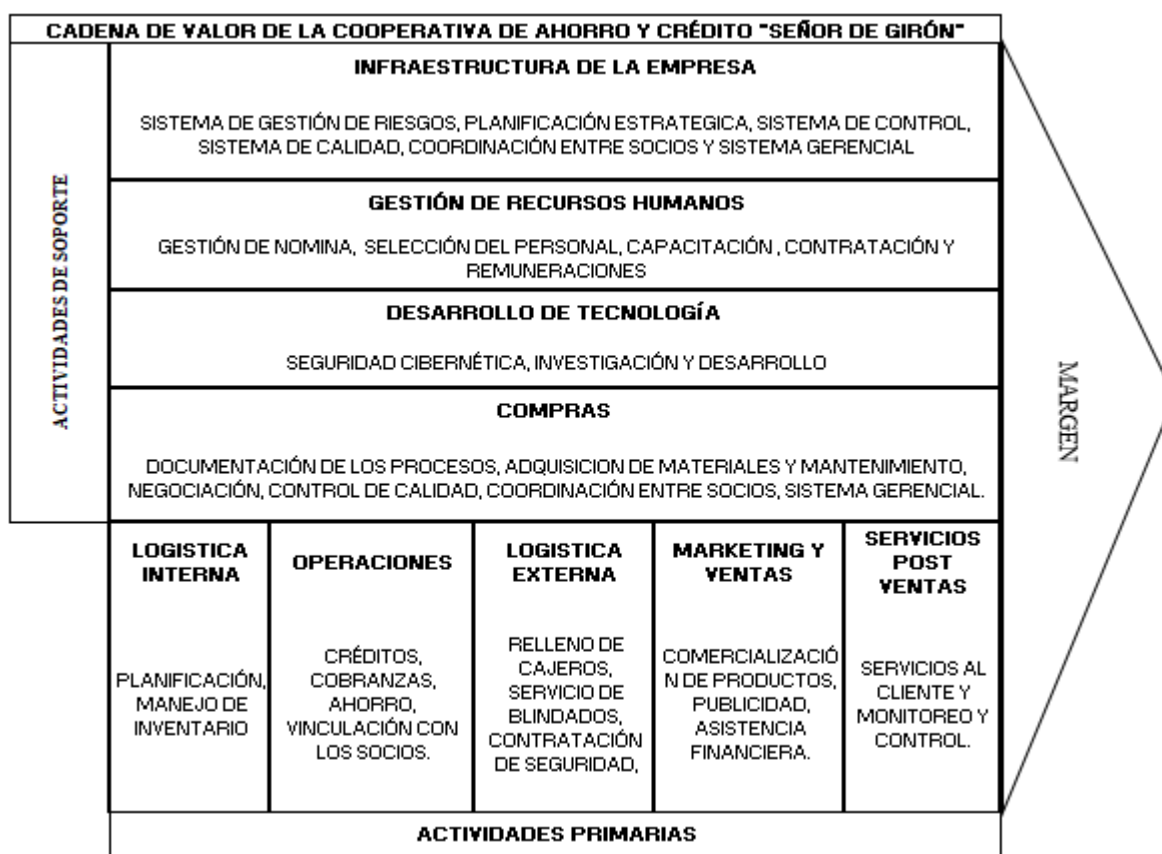 CADENA DE VALOR DE LA COOPERATIVA DE AHORRO Y CRÉDITO "SEÑOR DE GIRÓN"
ACTIVIDADES DE SOPORTE
INFRAESTRUCTURA DE LA EMPRESA
SISTEMA DE GESTIÓN DE RIESGOS, PLANIFICACIÓN ESTRATEGICA, SISTEMA DE CONTROL,
SISTEMA DE CALIDAD, COORDINACIÓN ENTRE SOCIOS Y SISTEMA GERENCIAL
GESTIÓN DE RECURSOS HUMANOS
GESTIÓN DE NOMINA, SELECCIÓN DEL PERSONAL, CAPACITACIÓN , CONTRATACIÓN Y
REMUNERACIONES
DESARROLLO DE TECNOLOGÍA
SEGURIDAD CIBERNÉTICA, INVESTIGACIÓN Y DESARROLLO
COMPRAS
DOCUMENTACIÓN DE LOS PROCESOS, ADQUISICION DE MATERIALES Y MANTENIMIENTO,
NEGOCIACIÓN, CONTROL DE CALIDAD, COORDINACIÓN ENTRE SOCIOS, SISTEMA GERENCIAL.
MARGEN
LOGISTICA
INTERNA
PLANIFICACIÓN,
MANEJO DE
INVENTARIO
OPERACIONES
CRÉDITOS,
COBRANZAS,
AHORRO,
VINCULACIÓN CON
LOS SOCIOS.
LOGISTICA
EXTERNA
RELLENO DE
CAJEROS,
SERVICIO DE
BLINDADOS,
CONTRATACIÓN
DE SEGURIDAD,
MARKETING Y
VENTAS
COMERCIALIZACIÓ
N DE PRODUCTOS,
PUBLICIDAD,
ASISTENCIA
FINANCIERA.
SERVICIOS
POST
VENTAS
SERVICIOS AL
CLIENTE Y
MONITOREO Y
CONTROL.
ACTIVIDADES PRIMARIAS